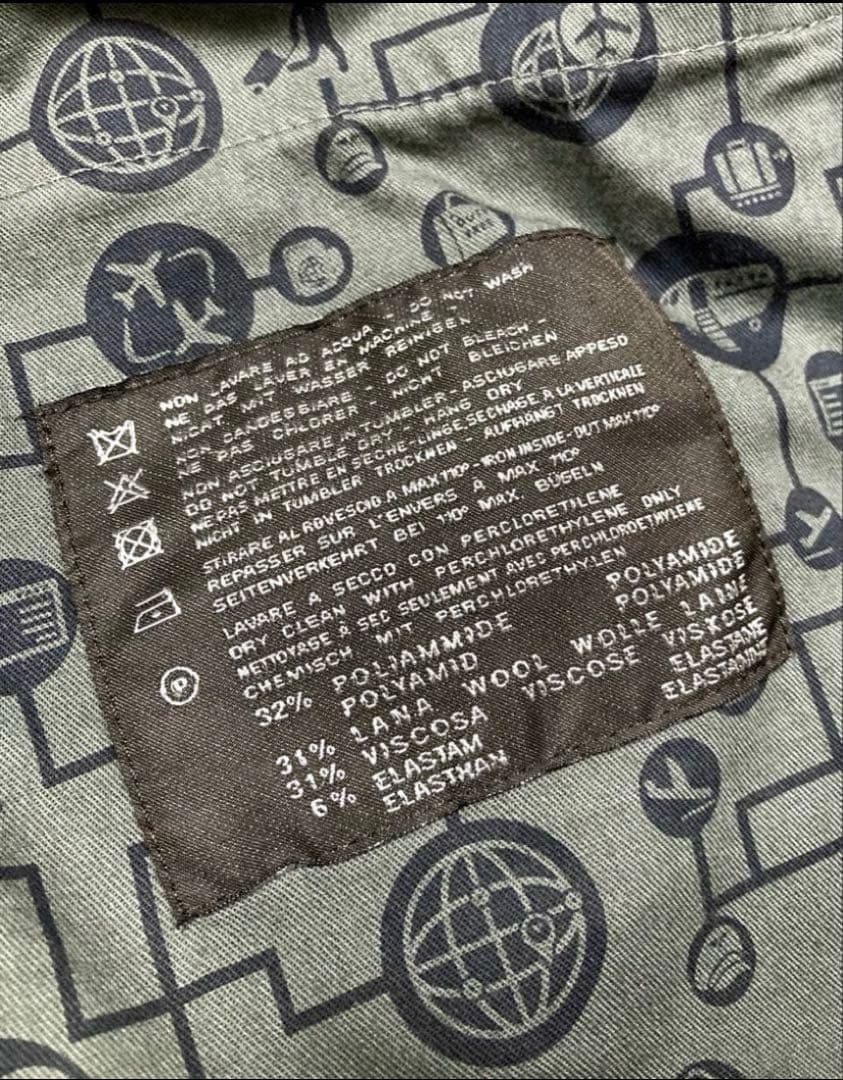 DUTY
FREE
NON LAVARE AD ACQUA - DO NOT WASH
NE PAS LAVER EN MACHINE -
NICHT MIT WASSER REINIGEN
NON CANDEGGIARE - DO NOT BLEACH -
NE PAS CHLORER - NICHT BLEICHEN
NON ASCIUGARE IN TUMBLER - ASCIUGARE APPESO
DO NOT TUMBLE DRY - HANG DRY
NE PAS METTRE EN SECHE-LINGE, SECHAGE A LA VERTICALE
NICHT IN TUMBLER TROCKNEN - AUFHANGT TROCKNEN
STIRARE AL ROVESCIO A MAX 110° - IRON INSIDE-OUT MAX 110°
REPASSER SUR L'ENVERS A MAX 110°
SEITENVERKEHRT BEI 110° MAX. BÜGELN
LAVARE A SECCO CON PERCLORETILENE
DRY CLEAN WITH PERCHLORETHYLENE ONLY
NETTOYAGE A SEC SEULEMENT AVEC PERCHLOROETHYLENE
CHEMISCH MIT PERCHLORETHYLEN
P
32% POLIAMMIDE POLYAMIDE
POLYAMID POLYAMIDE
31% LANA WOOL WOLLE LAINE
31% VISCOSA VISCOSE VISKOSE
6% ELASTAM ELASTANE
ELASTHAN ELASTANNE